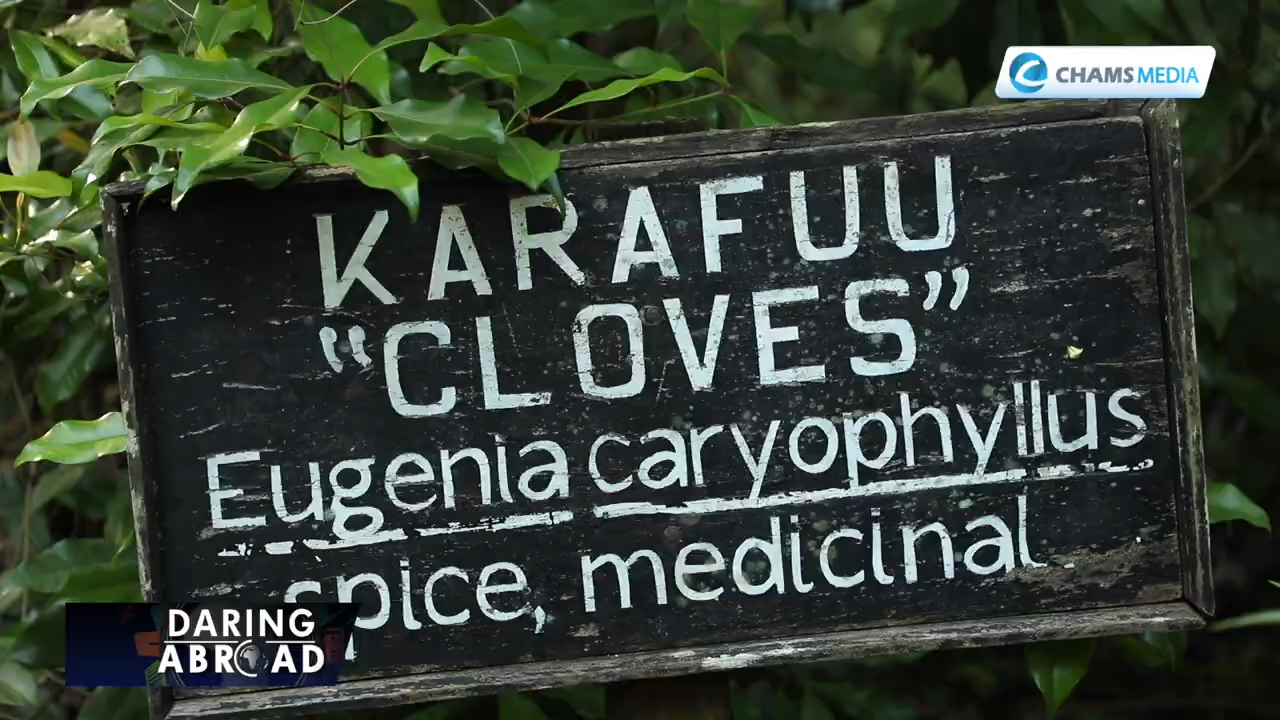 CHAMS MEDIA
KARAFUU
“CLOVES”
Eugenia caryophyllus
spice, medicinal
DARING
ABROAD